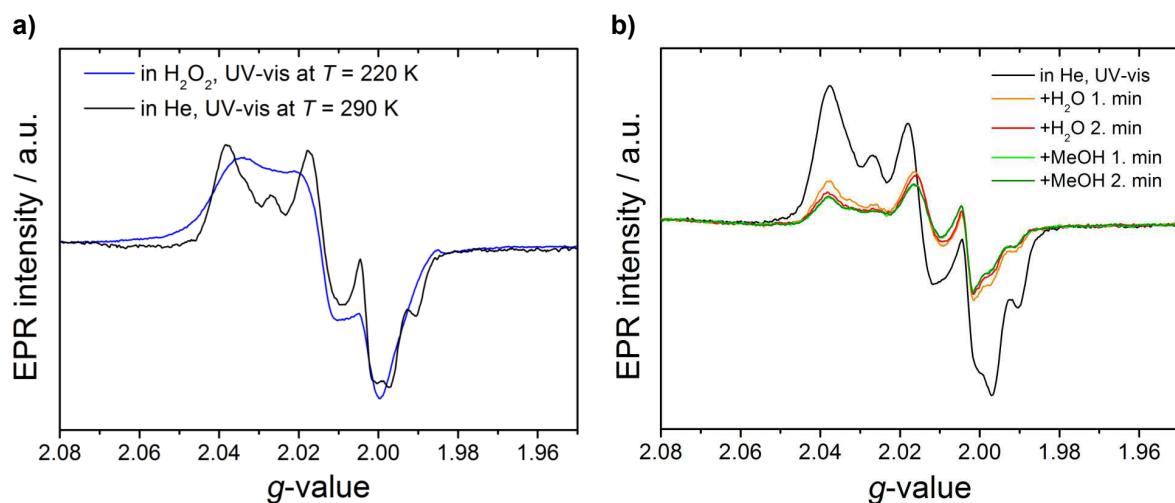 a)
in H₂O₂, UV-vis at T = 220 K
in He, UV-vis at T = 290 K
EPR intensity / a.u.
2.08 2.06 2.04 2.02 2.00 1.98 1.96
g-value
b)
in He, UV-vis
+H₂O 1. min
+H₂O 2. min
+MeOH 1. min
+MeOH 2. min
EPR intensity / a.u.
2.08 2.06 2.04 2.02 2.00 1.98 1.96
g-value